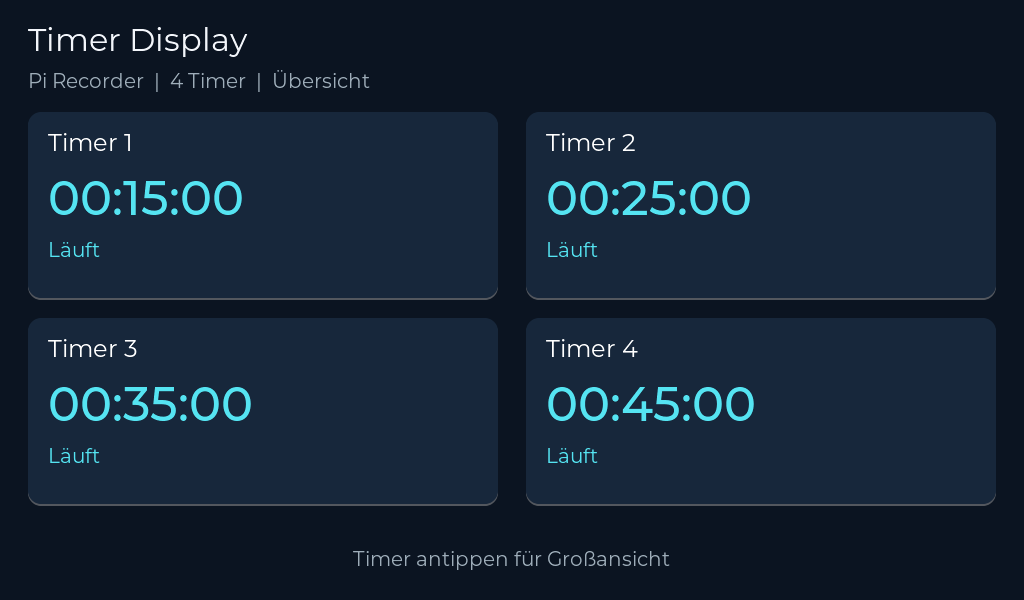 Timer Display
Pi Recorder | 4 Timer | Übersicht
Timer 1
00:15:00
Läuft
Timer 2
00:25:00
Läuft
Timer 3
00:35:00
Läuft
Timer 4
00:45:00
Läuft
Timer antippen für Großansicht